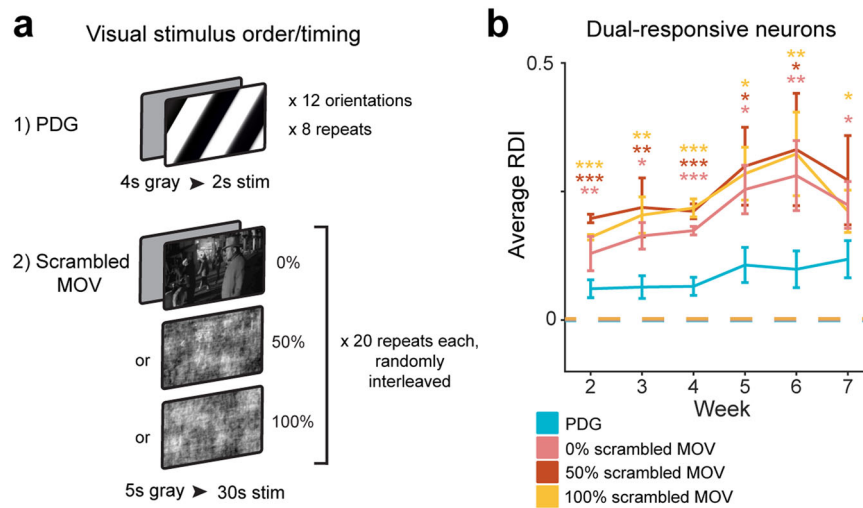 a
Visual stimulus order/timing
1) PDG
x 12 orientations
x 8 repeats
4s gray ➤ 2s stim
2) Scrambled
MOV
0%
or
50%
or
100%
x 20 repeats each,
randomly
interleaved
5s gray ➤ 30s stim
b
Dual-responsive neurons
Average RDI
0.5
0
***
***
**
**
**
*
***
***
***
*
*
*
**
*
**
*
*
2
3
4
5
6
7
Week
PDG
0% scrambled MOV
50% scrambled MOV
100% scrambled MOV